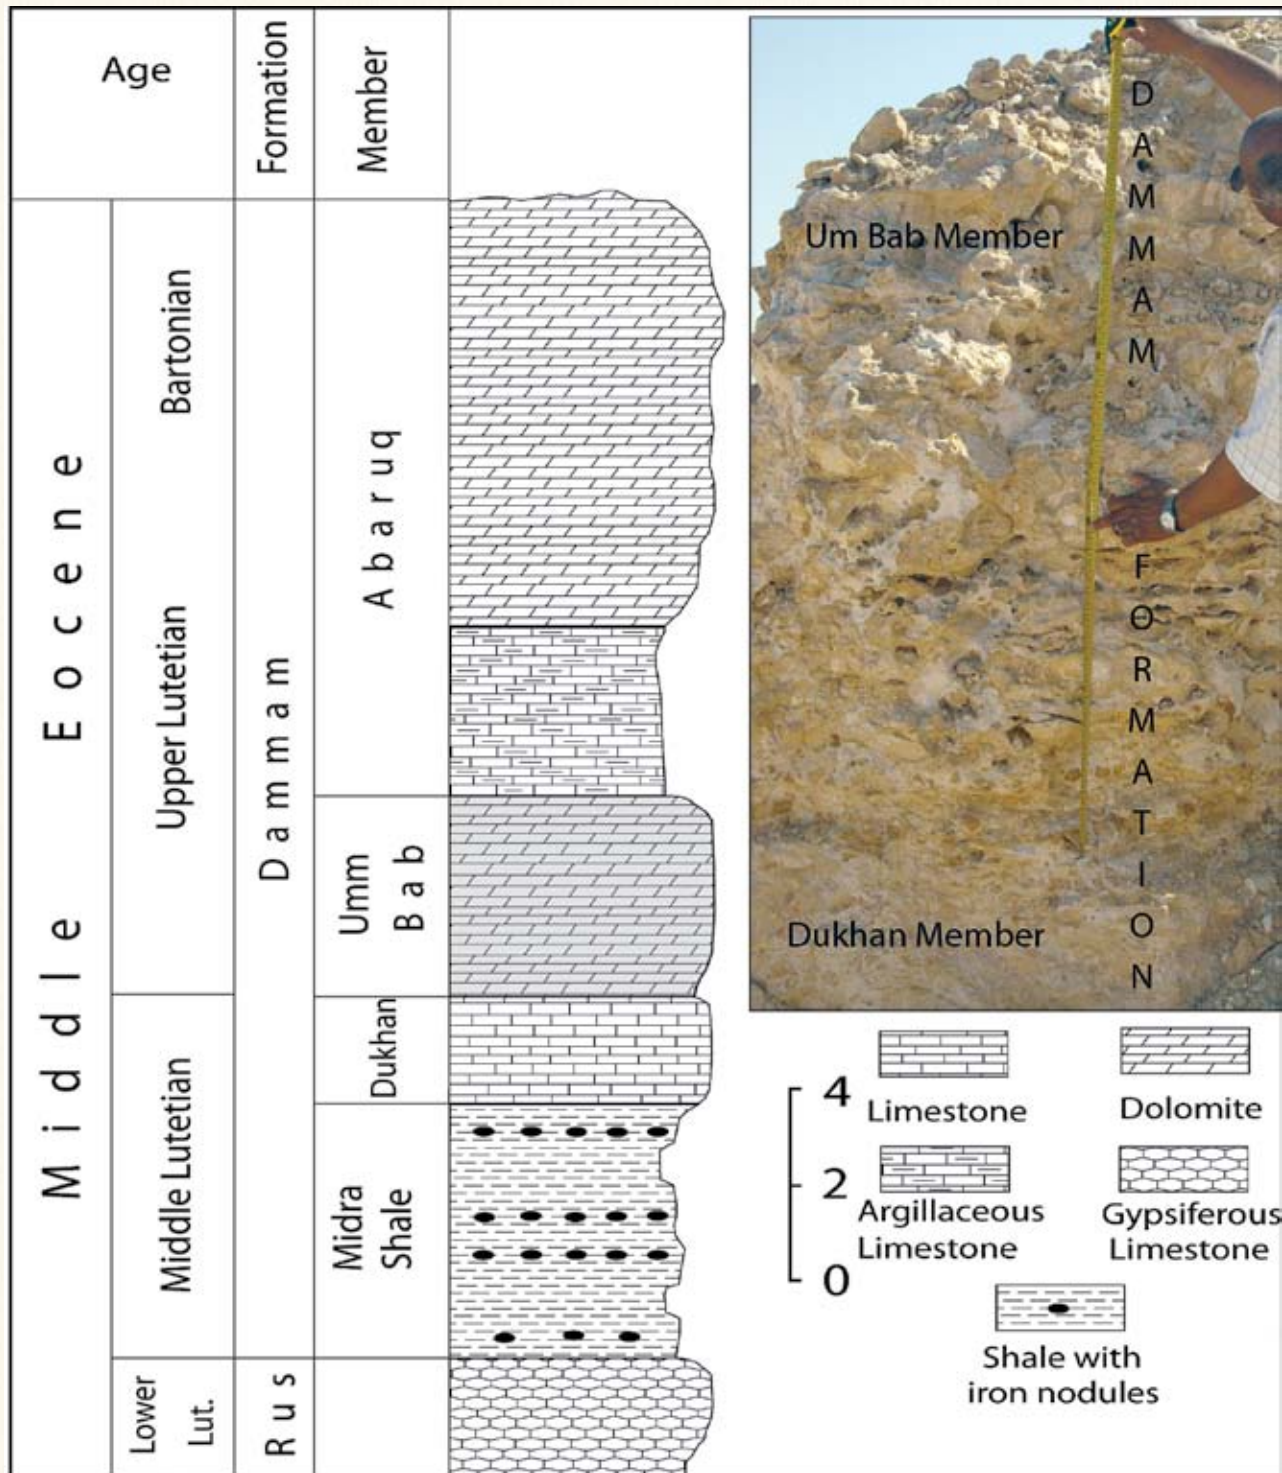 Age
Formation
Member
Middle Eocene
Bartonian
Upper Lutetian
Middle Lutetian
Lower
Lut.
Dammam
Rus
Abaruq
Umm
Bab
Dukhan
Midra
Shale
Um Bab Member
Dukhan Member
DAMMAM FORMATION
4
2
0
Limestone
Dolomite
Argillaceous
Limestone
Gypsiferous
Limestone
Shale with
iron nodules